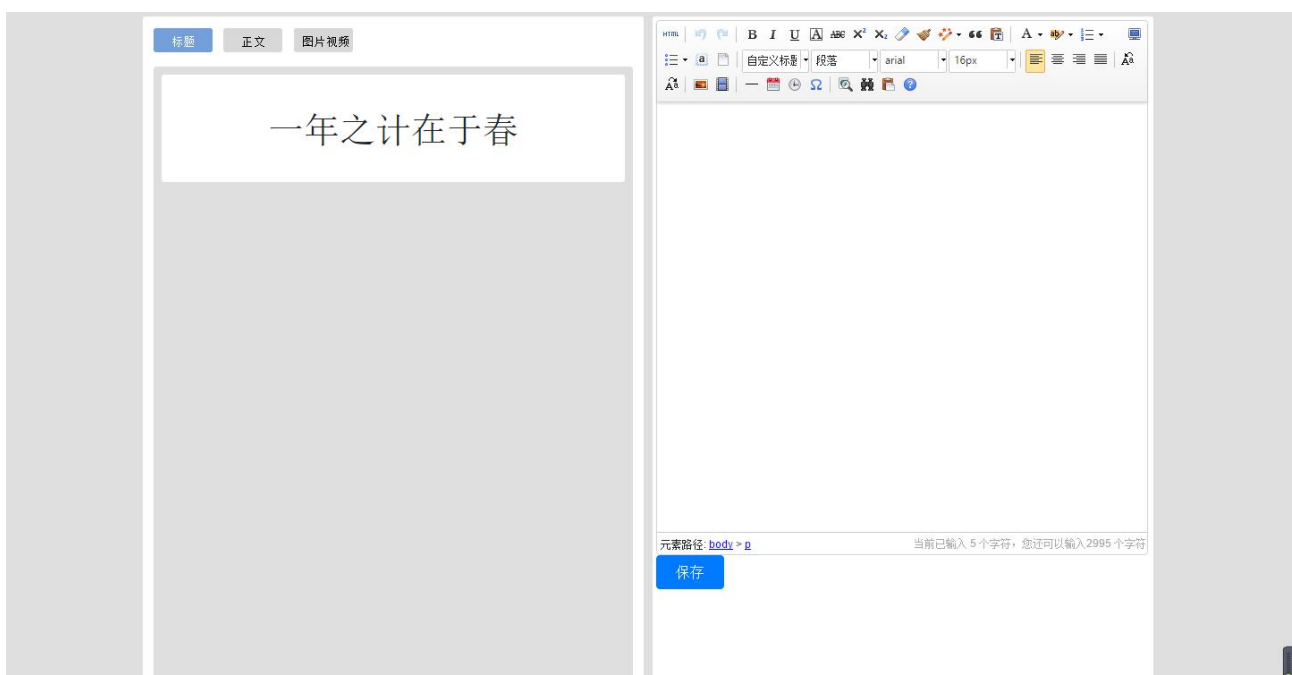 标题 正文 图片视频
一年之计在于春
HTML B I U A ABC X² X₂ 66 A ab
a 自定义标题 段落 arial 16px
Ω
元素路径: body > p 当前已输入 5 个字符，您还可以输入2995 个字符
保存